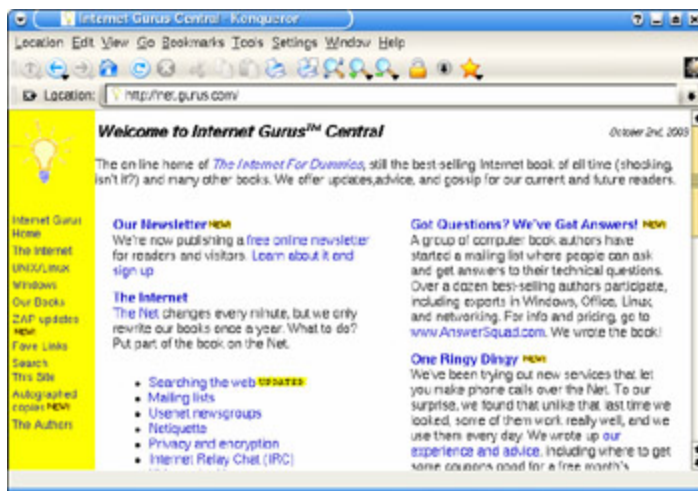 Internet Gurus Central - Konqueror
Location Edit View Go Bookmarks Tools Settings Window Help
Location: http://net.gurus.com/
Welcome to Internet Gurus™ Central
October 2nd, 2003
The on-line home of The Internet For Dummies, still the best-selling Internet book of all time (shocking,
isn't it?) and many other books. We offer updates,advice, and gossip for our current and future readers.
Internet Gurus
Home
The Internet
UNIX/Linux
Windows
Our Books
ZAP updates
NEW!
Fave Links
Search
This Site
Autographed
copies NEW!
The Authors
Our Newsletter NEW!
We're now publishing a free online newsletter
for readers and visitors. Learn about it and
sign up
The Internet
The Net changes every minute, but we only
rewrite our books once a year. What to do?
Put part of the book on the Net.
Searching the web UPDATED
Mailing lists
Usenet newsgroups
Netiquette
Privacy and encryption
Internet Relay Chat (IRC)
Got Questions? We've Got Answers! NEW!
A group of computer book authors have
started a mailing list where people can ask
and get answers to their technical questions.
Over a dozen best-selling authors participate,
including experts in Windows, Office, Linux,
and networking. For info and pricing, go to
www.AnswerSquad.com. We wrote the book!
One Ringy Dingy NEW!
We've been trying out new services that let
you make phone calls over the Net. To our
surprise, we found that unlike that last time we
looked, some of them work really well, and we
use them every day. We wrote up our
experience and advice, including where to get
some coupons good for a free month's